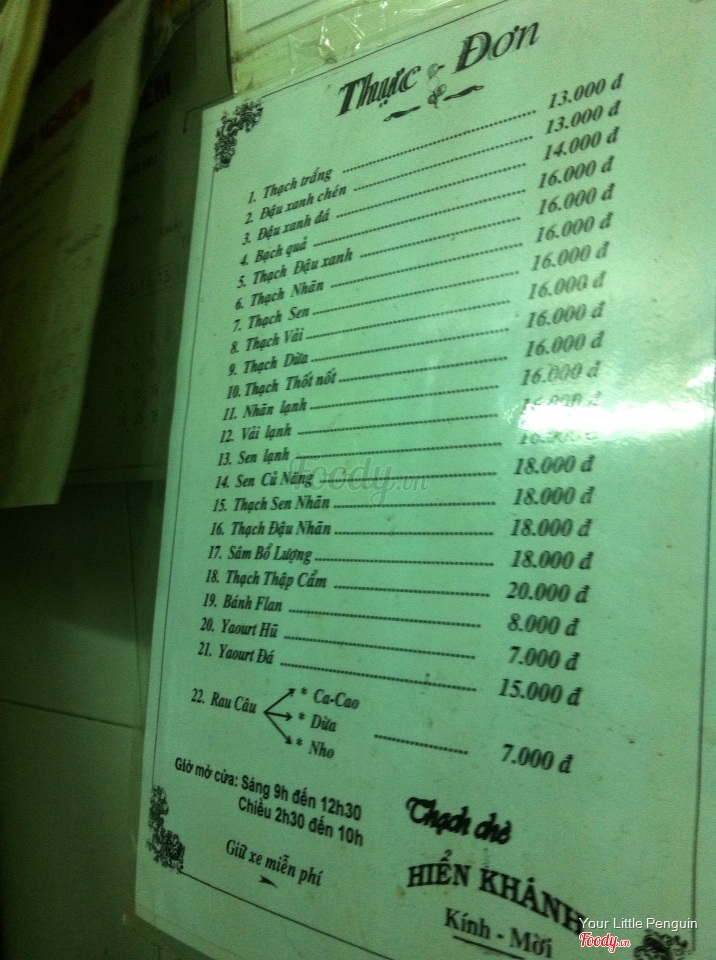 Thực - Đơn
1. Thạch trắng 13.000 đ
2. Đậu xanh chén 13.000 đ
3. Đậu xanh đá 14.000 đ
4. Bạch quả 16.000 đ
5. Thạch Đậu xanh 16.000 đ
6. Thạch Nhãn 16.000 đ
7. Thạch Sen 16.000 đ
8. Thạch Vải 16.000 đ
9. Thạch Dừa 16.000 đ
10. Thạch Thốt nốt 16.000 đ
11. Nhãn lạnh 16.000 đ
12. Vải lạnh
13. Sen lạnh
14. Sen Củ Năng 18.000 đ
15. Thạch Sen Nhãn 18.000 đ
16. Thạch Đậu Nhãn 18.000 đ
17. Sâm Bổ Lượng 18.000 đ
18. Thạch Thập Cẩm 20.000 đ
19. Bánh Flan 8.000 đ
20. Yaourt Hũ 7.000 đ
21. Yaourt Đá 15.000 đ
22. Rau Câu
* Ca-Cao
* Dừa
* Nho
7.000 đ
Giờ mở cửa: Sáng 9h đến 12h30
Chiều 2h30 đến 10h
Giữ xe miễn phí
Thạch chè
HIỂN KHÁNH
Kính - Mời
foody.vn
Your Little Penguin
Foody.vn